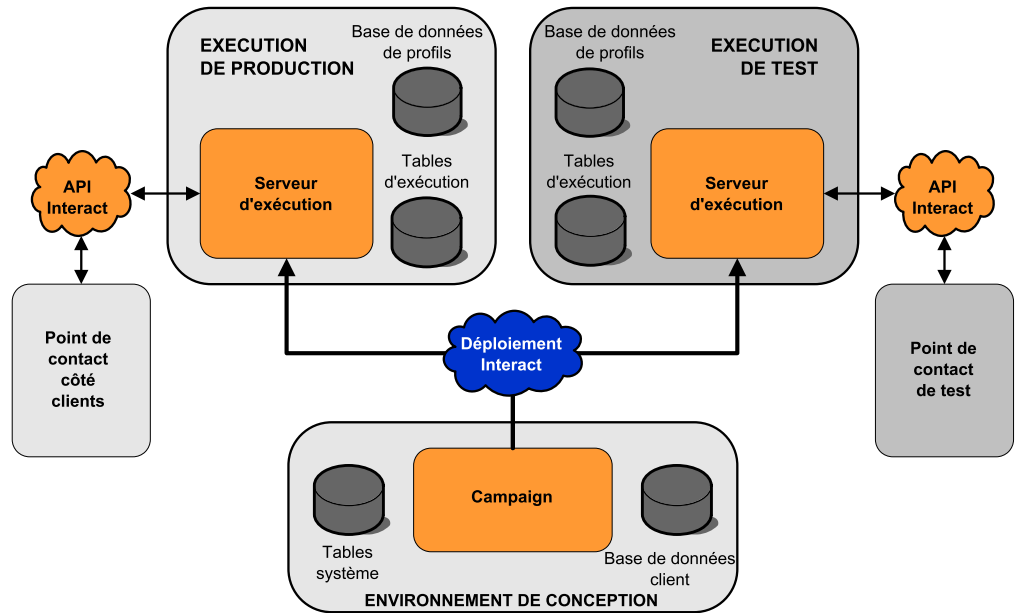 EXECUTION
DE PRODUCTION
Base de données
de profils
Tables
d'exécution
Serveur
d'exécution
API
Interact
Point de
contact
côté
clients
Base de données
de profils
EXECUTION
DE TEST
Tables
d'exécution
Serveur
d'exécution
API
Interact
Point de
contact
de test
Déploiement
Interact
Campaign
Tables
système
Base de données
client
ENVIRONNEMENT DE CONCEPTION